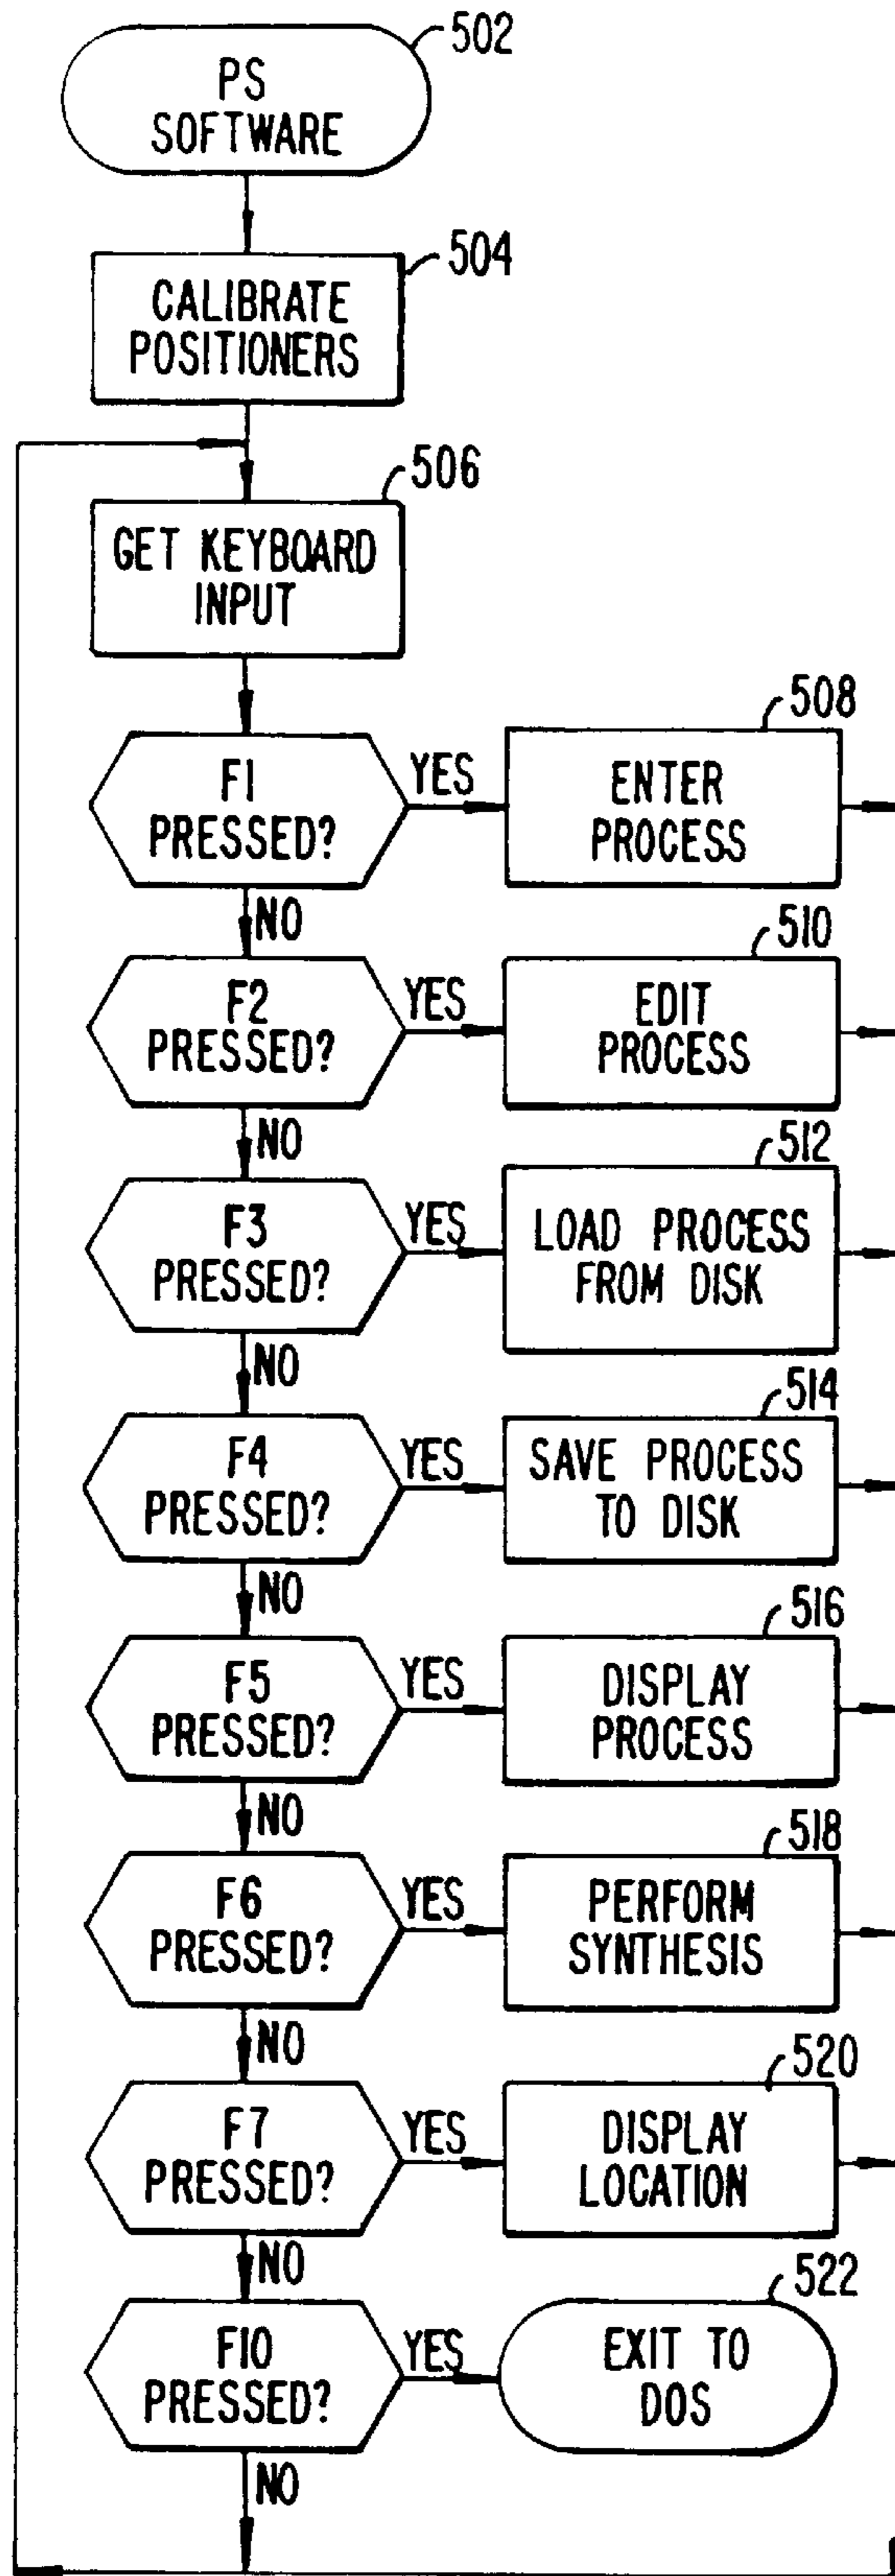 502
PS
SOFTWARE
504
CALIBRATE
POSITIONERS
506
GET KEYBOARD
INPUT
508
F1
PRESSED?
YES
ENTER
PROCESS
NO
510
F2
PRESSED?
YES
EDIT
PROCESS
NO
512
F3
PRESSED?
YES
LOAD PROCESS
FROM DISK
NO
514
F4
PRESSED?
YES
SAVE PROCESS
TO DISK
NO
516
F5
PRESSED?
YES
DISPLAY
PROCESS
NO
518
F6
PRESSED?
YES
PERFORM
SYNTHESIS
NO
520
F7
PRESSED?
YES
DISPLAY
LOCATION
NO
522
F10
PRESSED?
YES
EXIT TO
DOS
NO